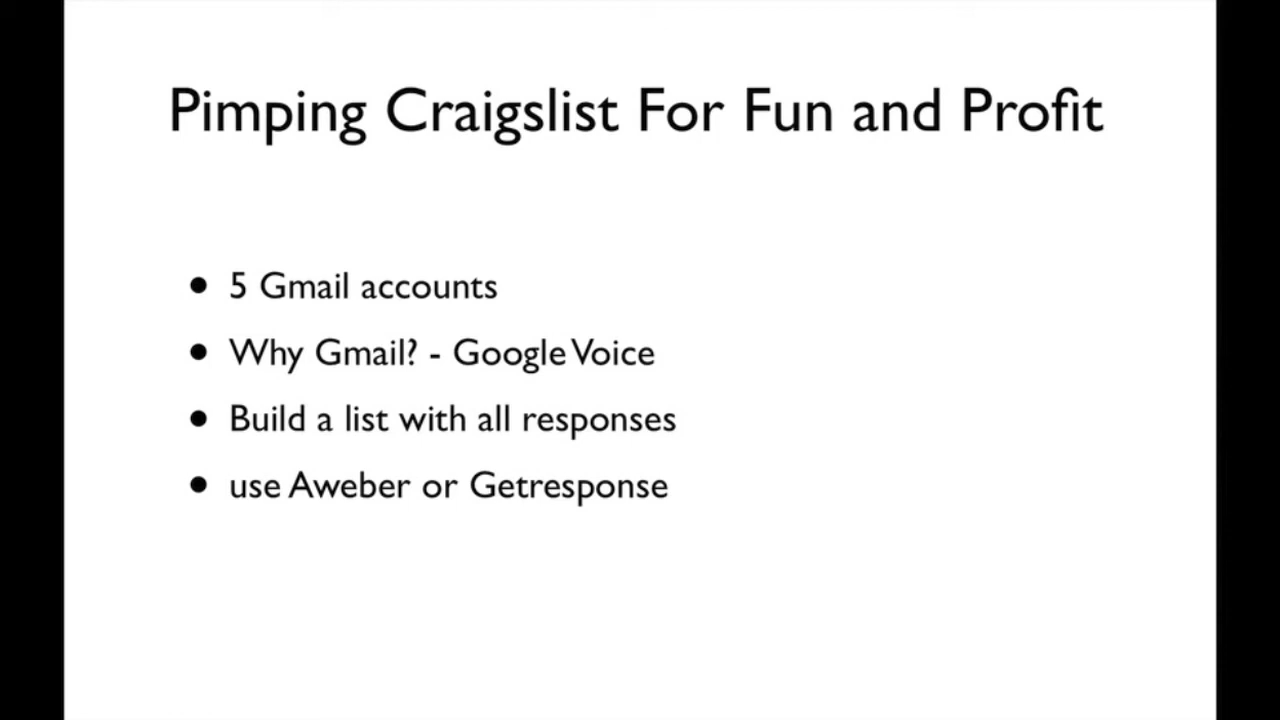 Pimping Craigslist For Fun and Profit
• 5 Gmail accounts
• Why Gmail? - Google Voice
• Build a list with all responses
• use Aweber or Getresponse